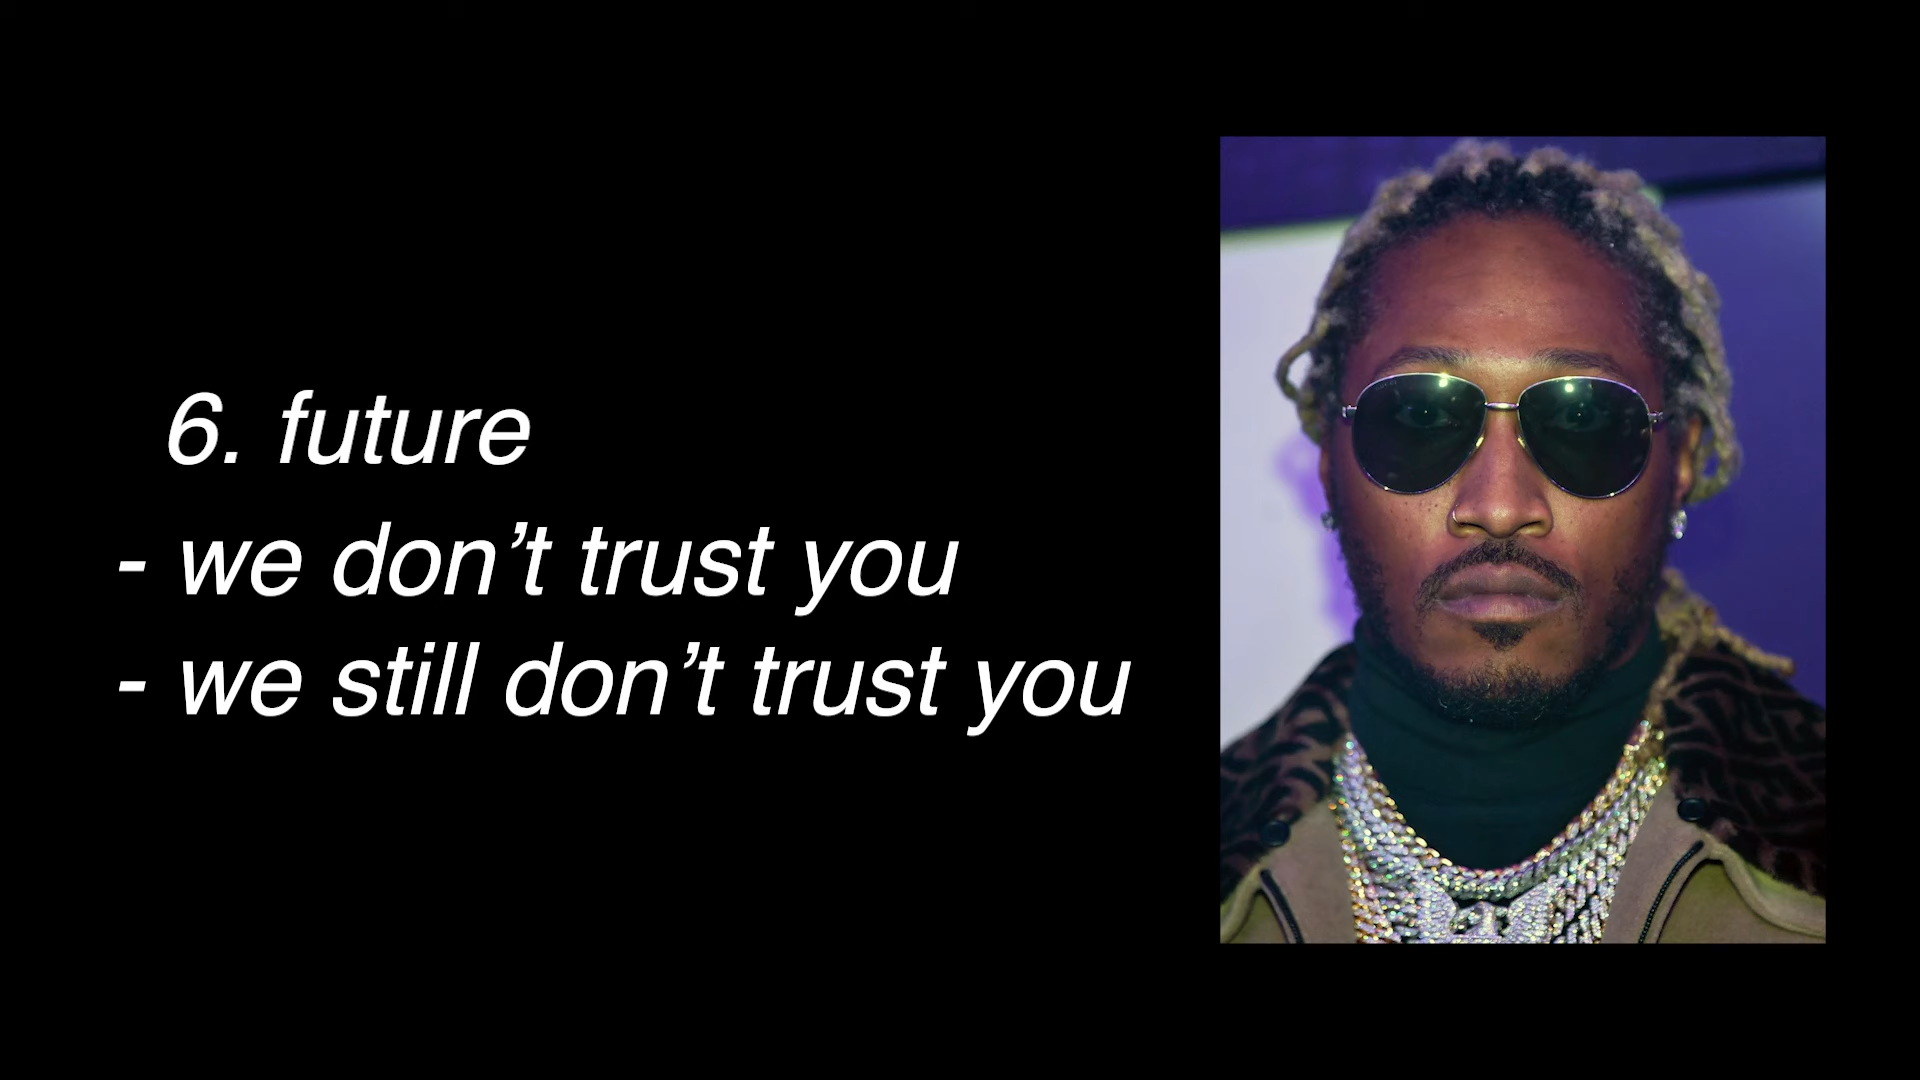 6. future
- we don’t trust you
- we still don’t trust you